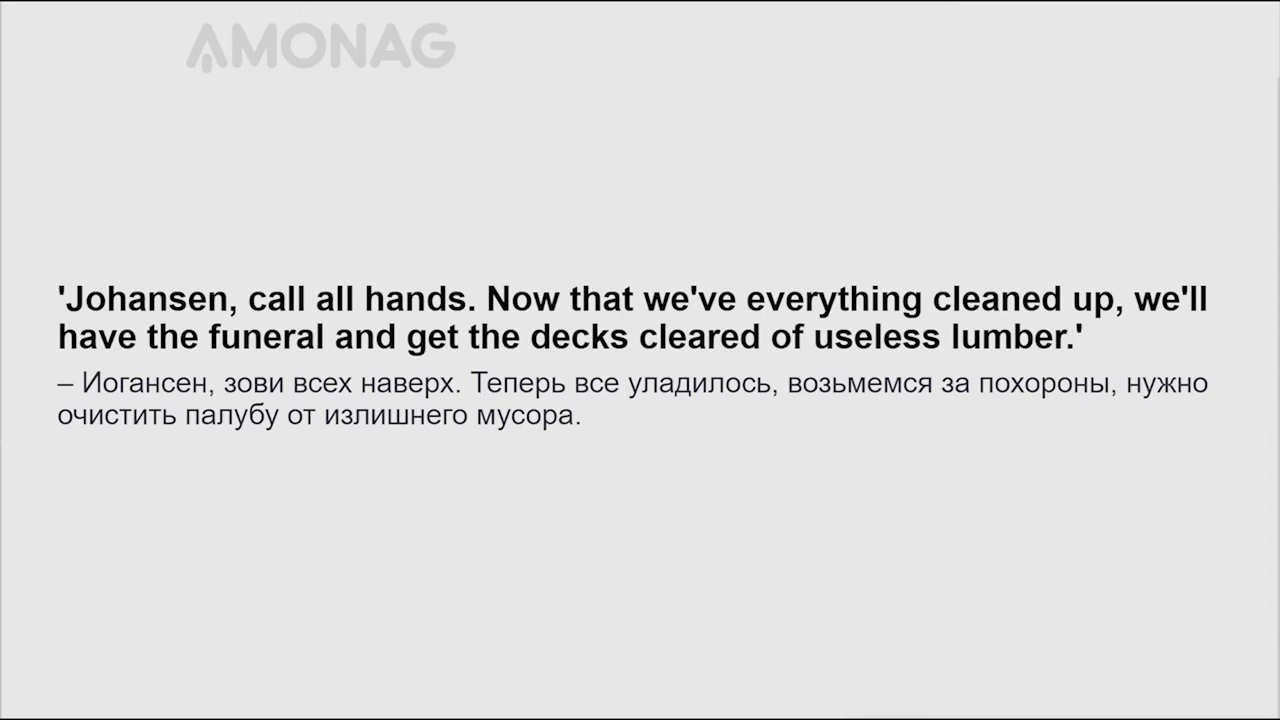 AMONAG
'Johansen, call all hands. Now that we've everything cleaned up, we'll
have the funeral and get the decks cleared of useless lumber.'
– Иогансен, зови всех наверх. Теперь все уладилось, возьмемся за похороны, нужно
очистить палубу от излишнего мусора.